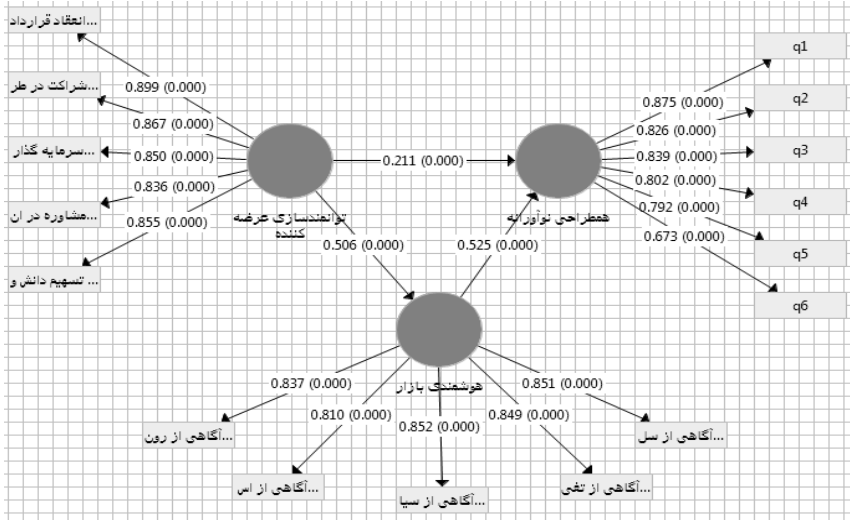 انعقاد قرارداد...
شراکت در طر...
سرمایه گذار...
مشاوره در ان...
تسهیم دانش و ...
0.899 (0.000)
0.867 (0.000)
0.850 (0.000)
0.836 (0.000)
0.855 (0.000)
توانمندسازی عرضه
کننده
0.211 (0.000)
0.506 (0.000)
0.525 (0.000)
همطراحی نوآورانه
0.875 (0.000)
0.826 (0.000)
0.839 (0.000)
0.802 (0.000)
0.792 (0.000)
0.673 (0.000)
q1
q2
q3
q4
q5
q6
هوشمندی بازار
0.837 (0.000)
0.810 (0.000)
0.852 (0.000)
0.849 (0.000)
0.851 (0.000)
آگاهی از رون...
آگاهی از اس...
آگاهی از سیا...
آگاهی از تغی...
آگاهی از سل...